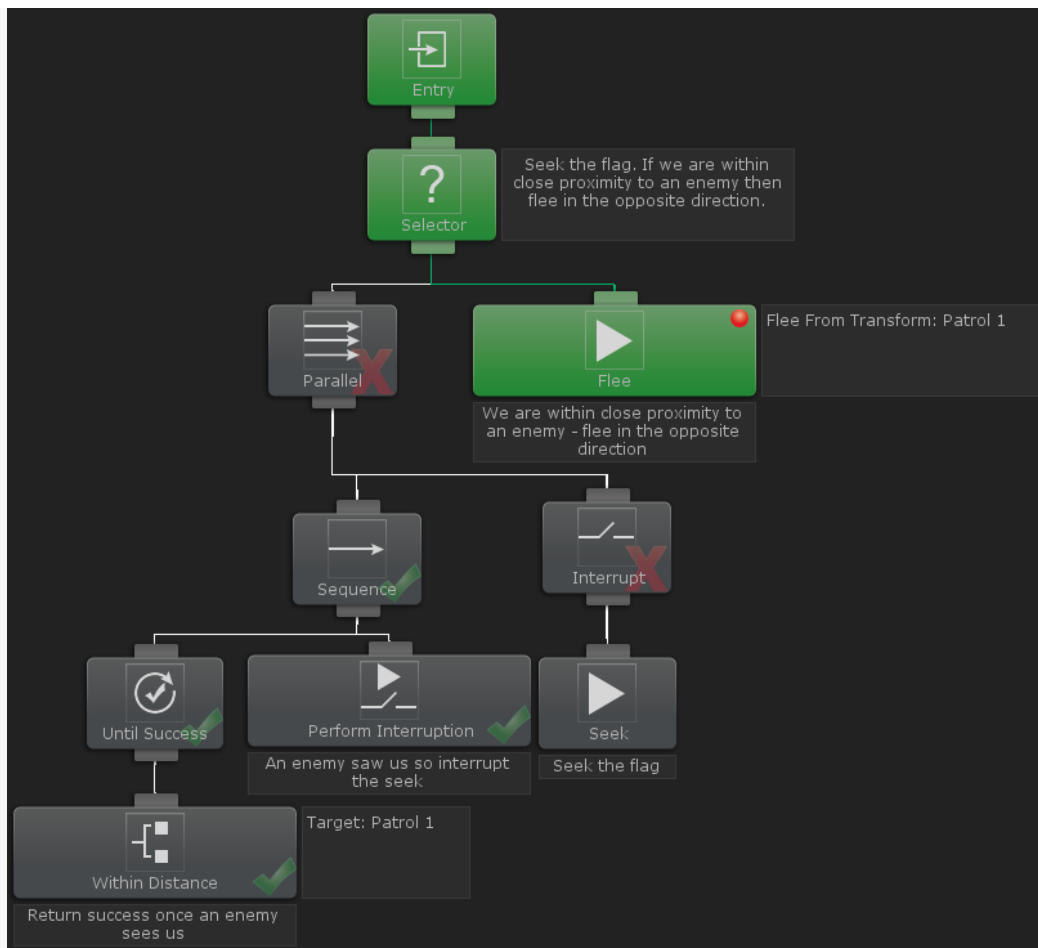 Entry
Selector
Seek the flag. If we are within
close proximity to an enemy then
flee in the opposite direction.
Parallel
Flee
Flee From Transform: Patrol 1
We are within close proximity to
an enemy - flee in the opposite
direction
Sequence
Interrupt
Until Success
Perform Interruption
Seek
An enemy saw us so interrupt
the seek
Seek the flag
Within Distance
Target: Patrol 1
Return success once an enemy
sees us